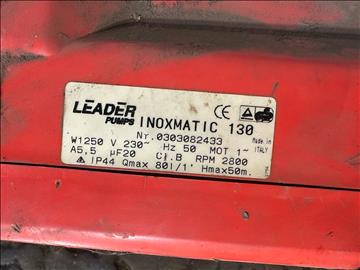 LEADER
PUMPS
INOXMATIC 130
Nr.0303082433
W1250 V 230~ Hz 50 MOT 1~
A5,5 µF20 Cl.B RPM 2800
IP44 Qmax 80l/1' Hmax50m.
Made in
ITALY
CE